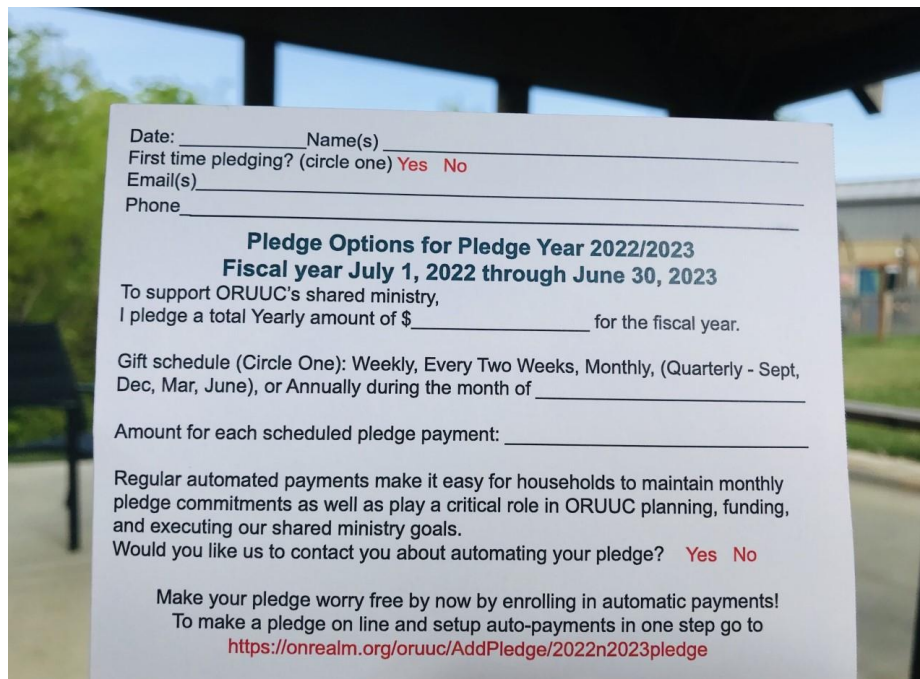 Date: ____________Name(s) ______________________________
First time pledging? (circle one) Yes No
Email(s)______________________________
Phone______________________________
Pledge Options for Pledge Year 2022/2023
Fiscal year July 1, 2022 through June 30, 2023
To support ORUUC's shared ministry,
I pledge a total Yearly amount of $__________________ for the fiscal year.
Gift schedule (Circle One): Weekly, Every Two Weeks, Monthly, (Quarterly - Sept,
Dec, Mar, June), or Annually during the month of ______________________________
Amount for each scheduled pledge payment: ______________________________
Regular automated payments make it easy for households to maintain monthly
pledge commitments as well as play a critical role in ORUUC planning, funding,
and executing our shared ministry goals.
Would you like us to contact you about automating your pledge? Yes No
Make your pledge worry free by now by enrolling in automatic payments!
To make a pledge on line and setup auto-payments in one step go to
https://onrealm.org/oruuc/AddPledge/2022n2023pledge